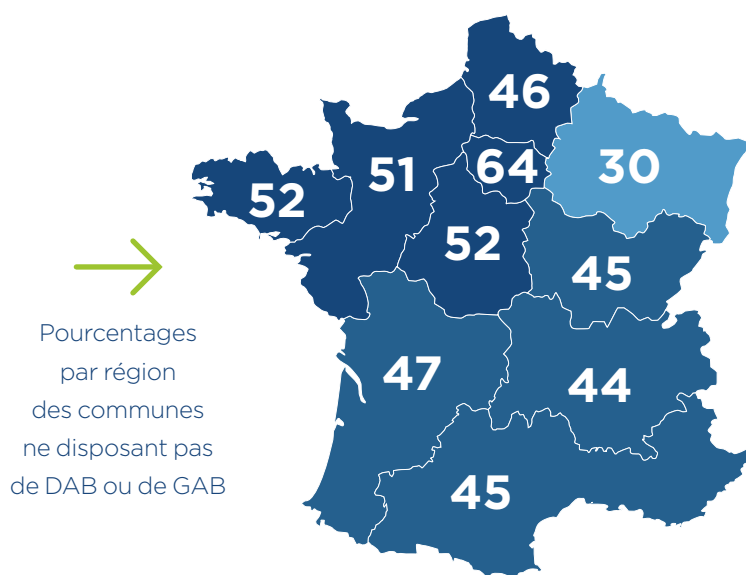 46
64
30
51
52
52
45
47
44
45
Pourcentages
par région
des communes
ne disposant pas
de DAB ou de GAB